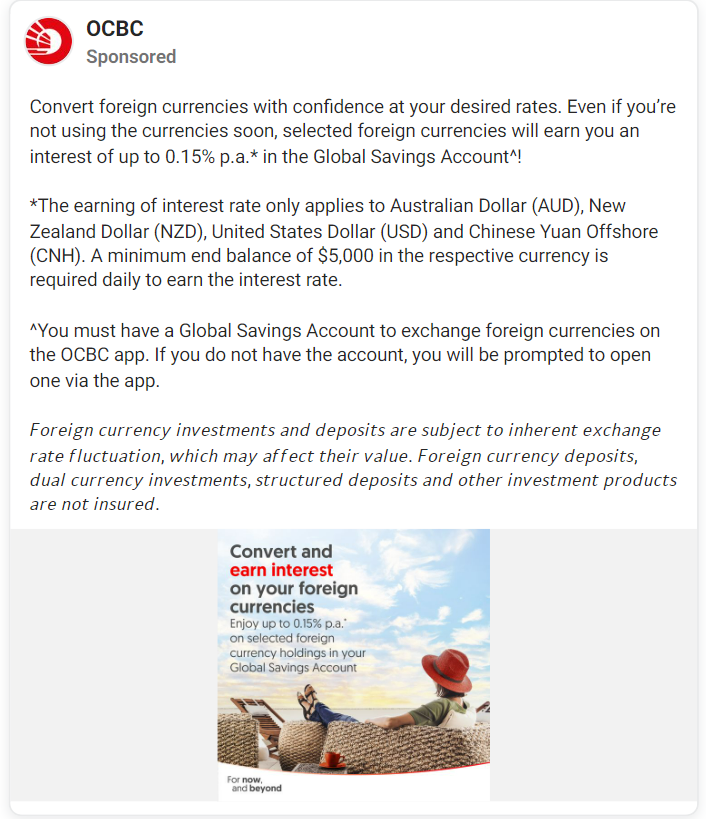 OCBC
Sponsored
Convert foreign currencies with confidence at your desired rates. Even if you’re
not using the currencies soon, selected foreign currencies will earn you an
interest of up to 0.15% p.a.* in the Global Savings Account^!
*The earning of interest rate only applies to Australian Dollar (AUD), New
Zealand Dollar (NZD), United States Dollar (USD) and Chinese Yuan Offshore
(CNH). A minimum end balance of $5,000 in the respective currency is
required daily to earn the interest rate.
^You must have a Global Savings Account to exchange foreign currencies on
the OCBC app. If you do not have the account, you will be prompted to open
one via the app.
Foreign currency investments and deposits are subject to inherent exchange
rate fluctuation, which may affect their value. Foreign currency deposits,
dual currency investments, structured deposits and other investment products
are not insured.
Convert and
earn interest
on your foreign
currencies
Enjoy up to 0.15% p.a.*
on selected foreign
currency holdings in your
Global Savings Account
For now,
and beyond